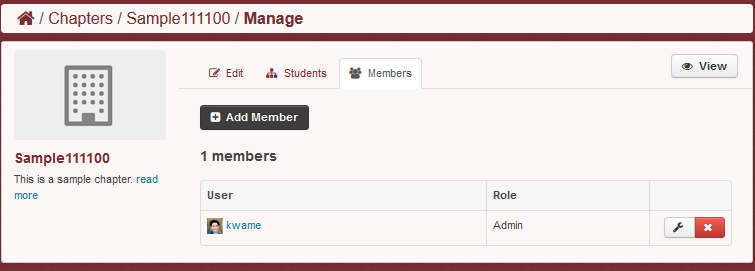 / Chapters / Sample111100 / Manage
Edit
Students
Members
View
Add Member
Sample111100
This is a sample chapter. read
more
1 members
User Role
kwame Admin